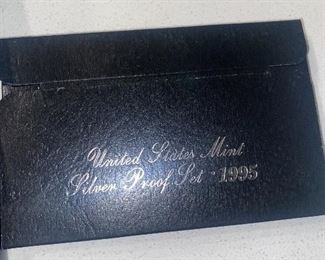 United States Mint
Silver Proof Set · 1995